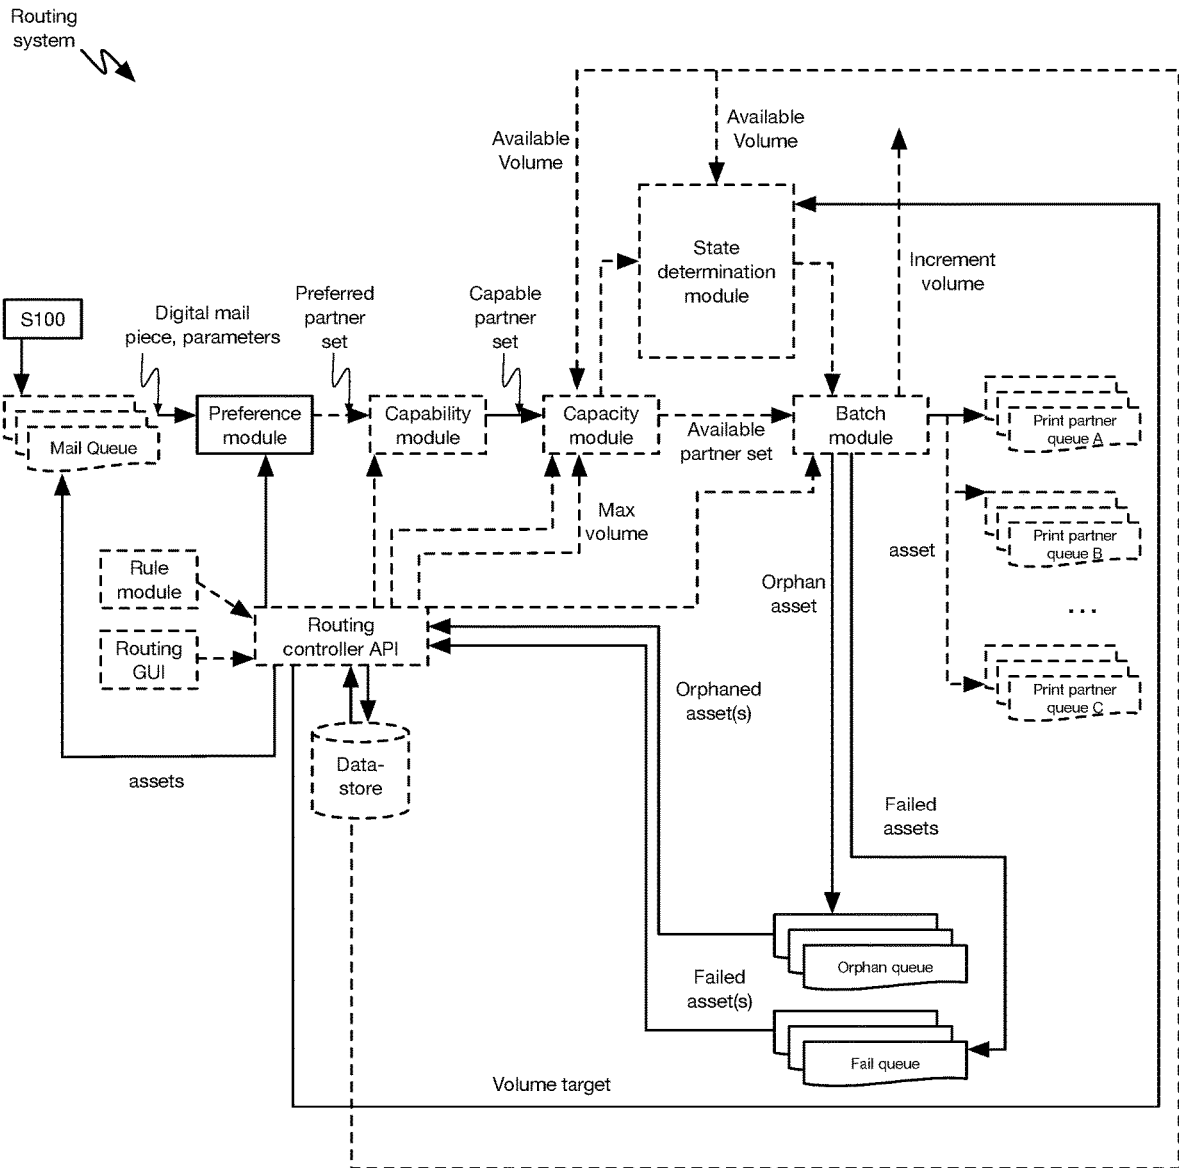 Routing
system
Available
Volume
Available
Volume
State
determination
module
Increment
volume
S100
Digital mail
piece, parameters
Preferred
partner
set
Capable
partner
set
Mail Queue
Preference
module
Capability
module
Capacity
module
Available
partner set
Batch
module
Print partner
queue A
Print partner
queue B
asset
...
Print partner
queue C
Max
volume
Orphan
asset
Rule
module
Routing
GUI
Routing
controller API
Orphaned
asset(s)
assets
Data-
store
Failed
assets
Orphan queue
Failed
asset(s)
Fail queue
Volume target